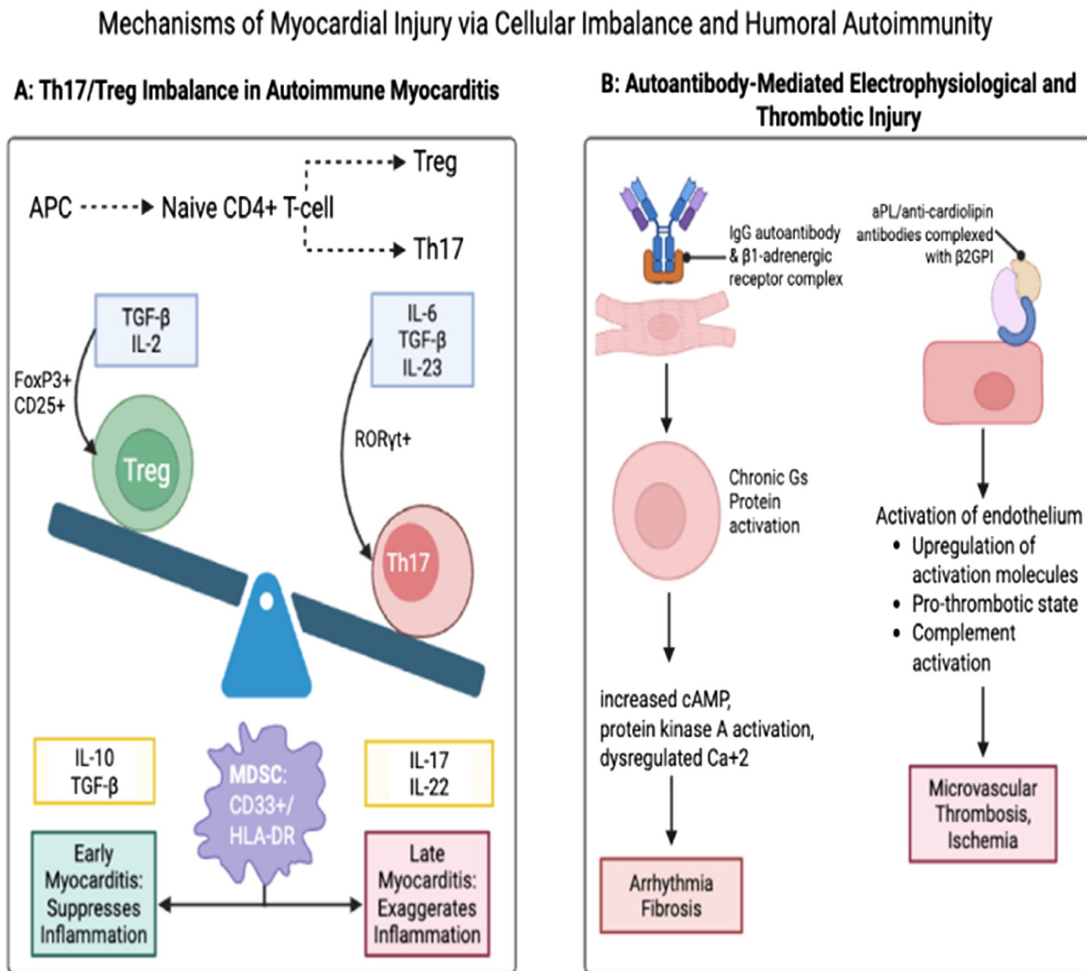 Mechanisms of Myocardial Injury via Cellular Imbalance and Humoral Autoimmunity
A: Th17/Treg Imbalance in Autoimmune Myocarditis
APC
Naive CD4+ T-cell
Treg
Th17
TGF-β
IL-2
IL-6
TGF-β
IL-23
FoxP3+
CD25+
RORγt+
Treg
Th17
IL-10
TGF-β
MDSC:
CD33+/
HLA-DR
IL-17
IL-22
Early
Myocarditis:
Suppresses
Inflammation
Late
Myocarditis:
Exaggerates
Inflammation
B: Autoantibody-Mediated Electrophysiological and
Thrombotic Injury
IgG autoantibody
& β1-adrenergic
receptor complex
Chronic Gs
Protein
activation
increased cAMP,
protein kinase A activation,
dysregulated Ca+2
Arrhythmia
Fibrosis
aPL/anti-cardiolipin
antibodies complexed
with β2GPI
Activation of endothelium
• Upregulation of
activation molecules
• Pro-thrombotic state
• Complement
activation
Microvascular
Thrombosis,
Ischemia